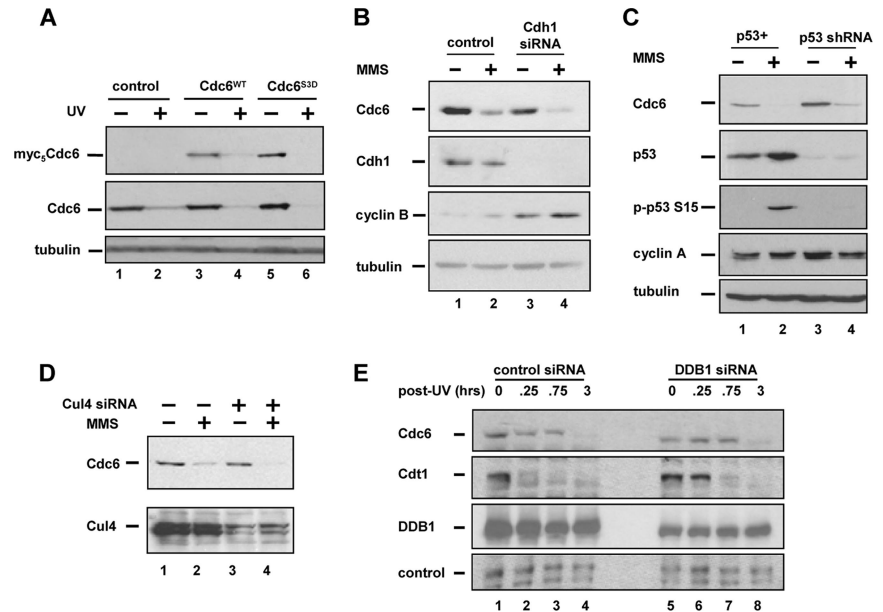 A
control Cdc6WT Cdc6S3D
UV − + − + − +
myc5Cdc6
Cdc6
tubulin
1 2 3 4 5 6
B
control Cdh1 siRNA
MMS − + − +
Cdc6
Cdh1
cyclin B
tubulin
1 2 3 4
C
p53+ p53 shRNA
MMS − + − +
Cdc6
p53
p-p53 S15
cyclin A
tubulin
1 2 3 4
D
Cul4 siRNA − − + +
MMS − + − +
Cdc6
Cul4
1 2 3 4
E
control siRNA DDB1 siRNA
post-UV (hrs) 0 .25 .75 3 0 .25 .75 3
Cdc6
Cdt1
DDB1
control
1 2 3 4 5 6 7 8